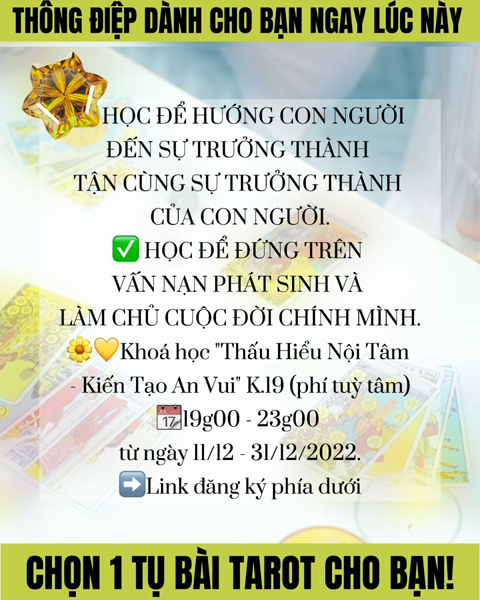 THÔNG ĐIỆP DÀNH CHO BẠN NGAY LÚC NÀY
HỌC ĐỂ HƯỚNG CON NGƯỜI
ĐẾN SỰ TRƯỞNG THÀNH
TẬN CÙNG SỰ TRƯỞNG THÀNH
CỦA CON NGƯỜI.
✅ HỌC ĐỂ ĐỨNG TRÊN
VẤN NẠN PHÁT SINH VÀ
LÀM CHỦ CUỘC ĐỜI CHÍNH MÌNH.
🌼💛Khoá học "Thấu Hiểu Nội Tâm
- Kiến Tạo An Vui" K.19 (phí tuỳ tâm)
📅19g00 - 23g00
từ ngày 11/12 - 31/12/2022.
➡️Link đăng ký phía dưới
CHỌN 1 TỤ BÀI TAROT CHO BẠN!